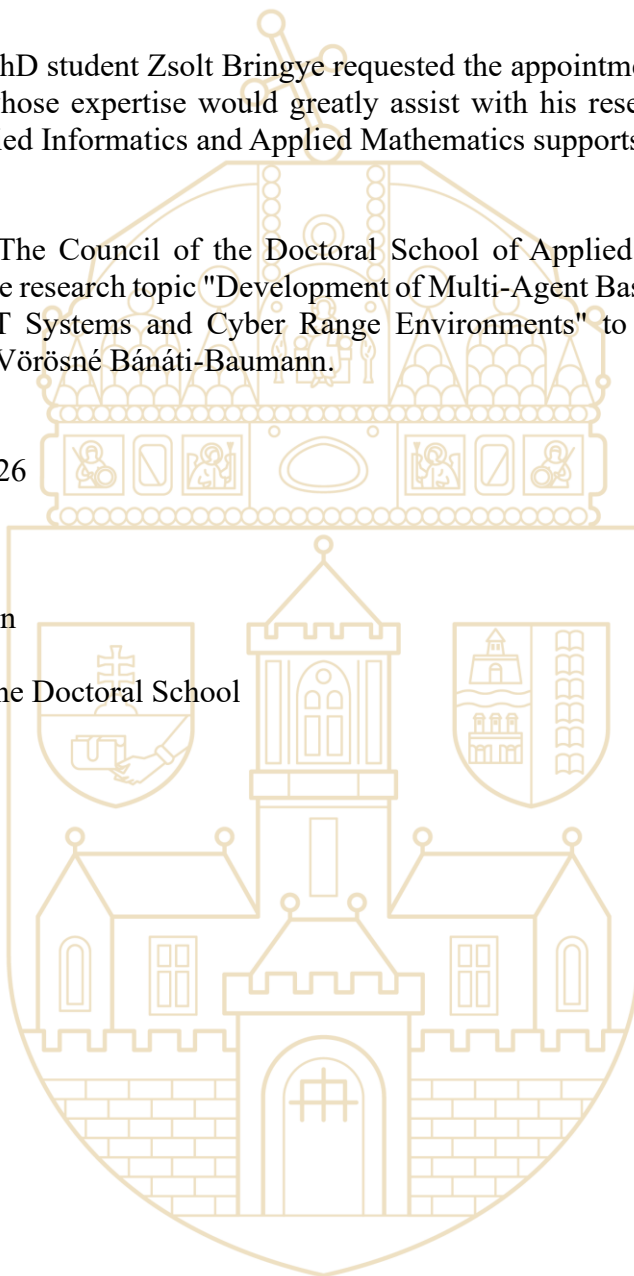 hD student Zsolt Bringye requested the appointme
hose expertise would greatly assist with his rese
ied Informatics and Applied Mathematics supports
The Council of the Doctoral School of Applied
e research topic "Development of Multi-Agent Bas
T Systems and Cyber Range Environments" to
Vörösné Bánáti-Baumann.
26
n
he Doctoral School